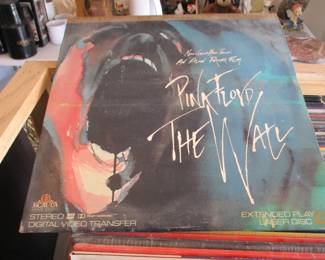 PINK FLOYD
THE WALL
STEREO
DIGITAL VIDEO TRANSFER
EXTENDED PLAY
LASER DISC